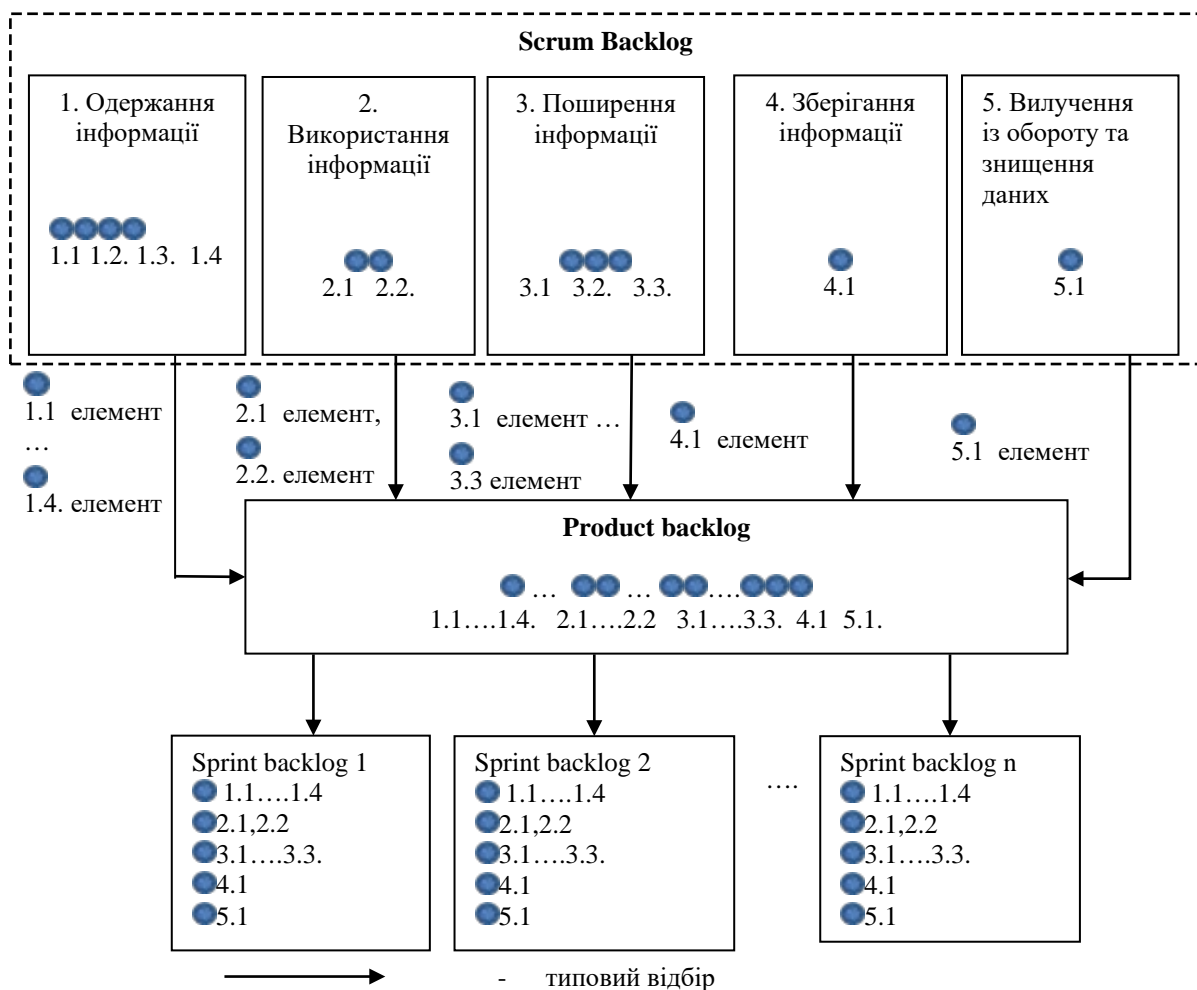 Scrum Backlog
1. Одержання
інформації
1.1 1.2. 1.3. 1.4
2.
Використання
інформації
2.1 2.2.
3. Поширення
інформації
3.1 3.2. 3.3.
4. Зберігання
інформації
4.1
5. Вилучення
із обороту та
знищення
даних
5.1
1.1 елемент
…
1.4. елемент
2.1 елемент,
2.2. елемент
3.1 елемент …
3.3 елемент
4.1 елемент
5.1 елемент
Product backlog
… … ….
1.1….1.4. 2.1….2.2 3.1….3.3. 4.1 5.1.
Sprint backlog 1
1.1….1.4
2.1,2.2
3.1….3.3.
4.1
5.1
Sprint backlog 2
1.1….1.4
2.1,2.2
3.1….3.3.
4.1
5.1
….
Sprint backlog n
1.1….1.4
2.1,2.2
3.1….3.3.
4.1
5.1
- типовий відбір